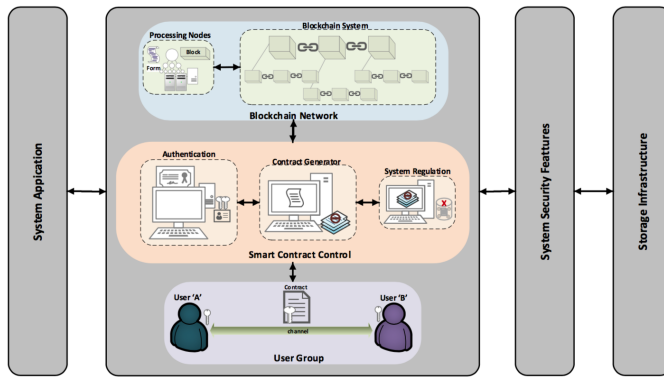 System Application
Blockchain System
Processing Nodes
Form
Block
Blockchain Network
Authentication
Contract Generator
System Regulation
Smart Contract Control
Contract
User ‘A’
User ‘B’
channel
User Group
System Security Feattures
Storage Infrastructure